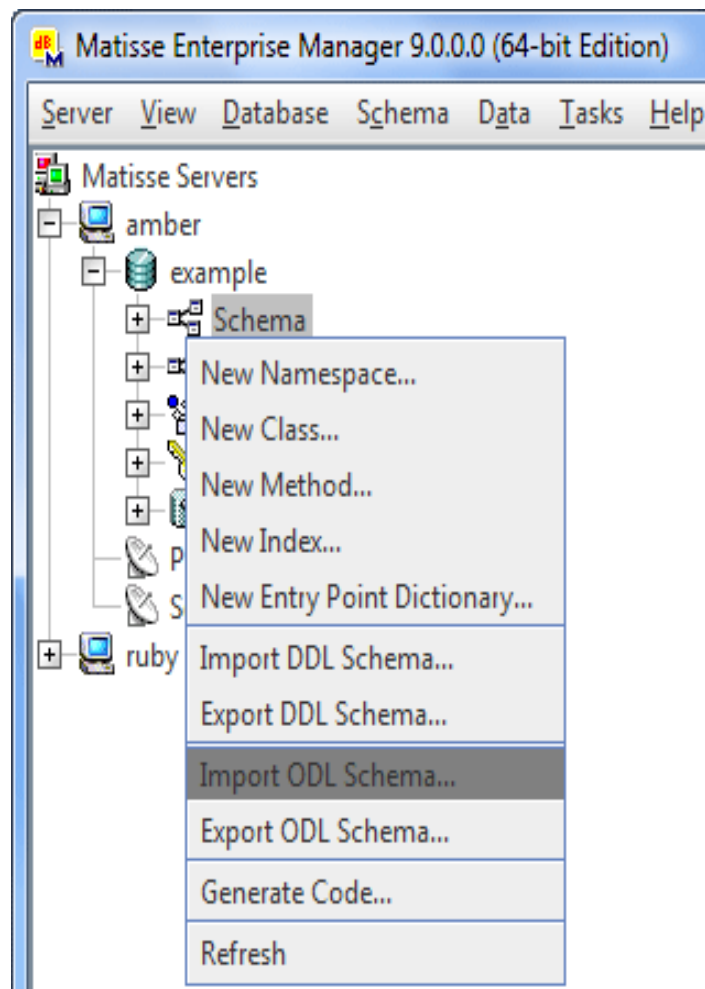 Matisse Enterprise Manager 9.0.0.0 (64-bit Edition)
Server View Database Schema Data Tasks Help
Matisse Servers
amber
example
Schema
New Namespace...
New Class...
New Method...
New Index...
New Entry Point Dictionary...
Import DDL Schema...
Export DDL Schema...
Import ODL Schema...
Export ODL Schema...
Generate Code...
Refresh
P
S
ruby